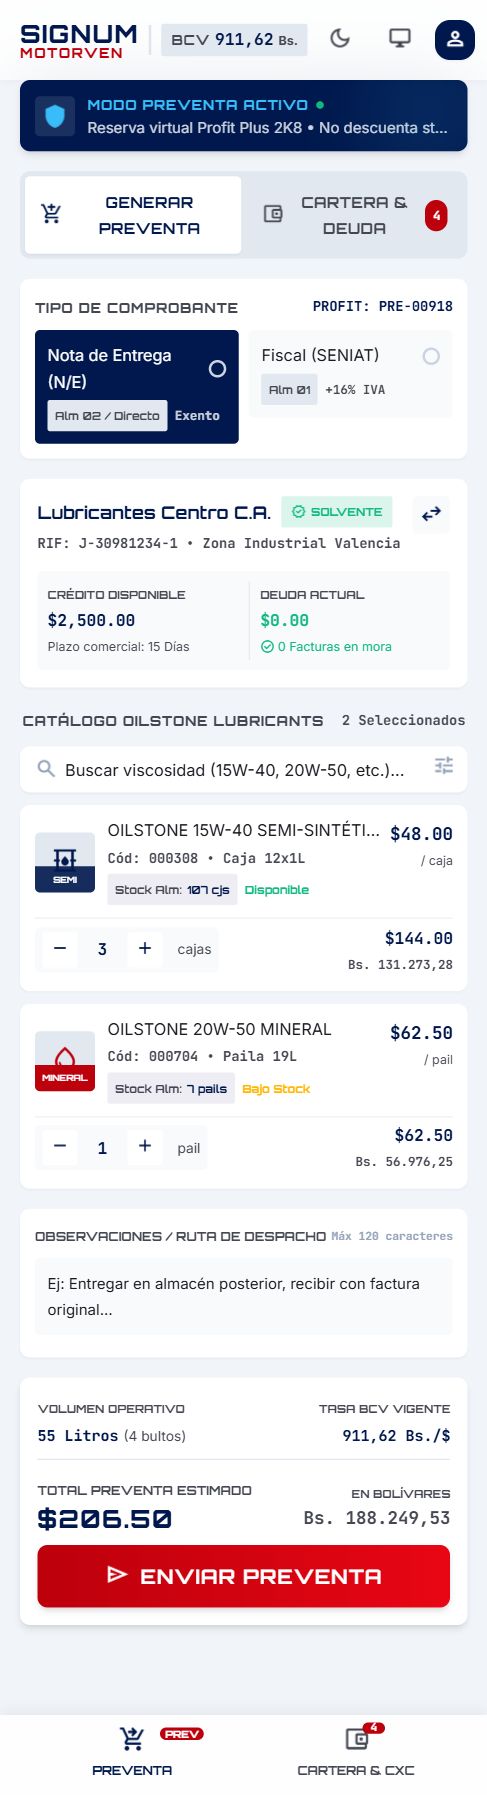 SIGNUM
MOTORVEN
BCV 911,62 Bs.
MODO PREVENTA ACTIVO
Reserva virtual Profit Plus 2K8 • No descuenta st...
GENERAR
PREVENTA
CARTERA &
DEUDA
4
TIPO DE COMPROBANTE
PROFIT: PRE-00918
Nota de Entrega
(N/E)
Alm 02 / Directo Exento
Fiscal (SENIAT)
Alm 01 +16% IVA
Lubricantes Centro C.A.
SOLVENTE
RIF: J-30981234-1 • Zona Industrial Valencia
CRÉDITO DISPONIBLE
$2,500.00
Plazo comercial: 15 Días
DEUDA ACTUAL
$0.00
0 Facturas en mora
CATÁLOGO OILSTONE LUBRICANTS
2 Seleccionados
Buscar viscosidad (15W-40, 20W-50, etc.)...
SEMI
OILSTONE 15W-40 SEMI-SINTÉTI...
$48.00
Cód: 000308 • Caja 12x1L
/ caja
Stock Alm: 107 cjs Disponible
− 3 + cajas
$144.00
Bs. 131.273,28
MINERAL
OILSTONE 20W-50 MINERAL
$62.50
Cód: 000704 • Paila 19L
/ pail
Stock Alm: 7 pails Bajo Stock
− 1 + pail
$62.50
Bs. 56.976,25
OBSERVACIONES / RUTA DE DESPACHO
Máx 120 caracteres
Ej: Entregar en almacén posterior, recibir con factura
original...
VOLUMEN OPERATIVO
55 Litros (4 bultos)
TASA BCV VIGENTE
911,62 Bs./$
TOTAL PREVENTA ESTIMADO
$206.50
EN BOLÍVARES
Bs. 188.249,53
ENVIAR PREVENTA
PREV
PREVENTA
4
CARTERA & CXC